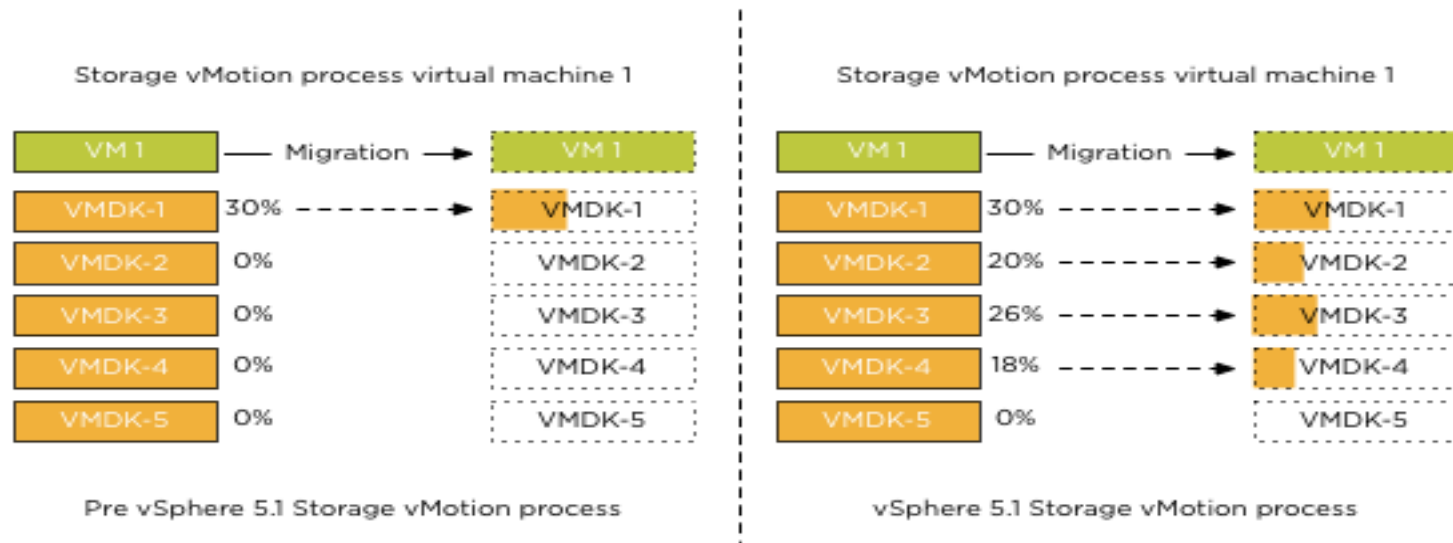 Storage vMotion process virtual machine 1
VM 1
Migration
VM 1
VMDK-1
30%
VMDK-1
VMDK-2
0%
VMDK-2
VMDK-3
0%
VMDK-3
VMDK-4
0%
VMDK-4
VMDK-5
0%
VMDK-5
Pre vSphere 5.1 Storage vMotion process
Storage vMotion process virtual machine 1
VM 1
Migration
VM 1
VMDK-1
30%
VMDK-1
VMDK-2
20%
VMDK-2
VMDK-3
26%
VMDK-3
VMDK-4
18%
VMDK-4
VMDK-5
0%
VMDK-5
vSphere 5.1 Storage vMotion process